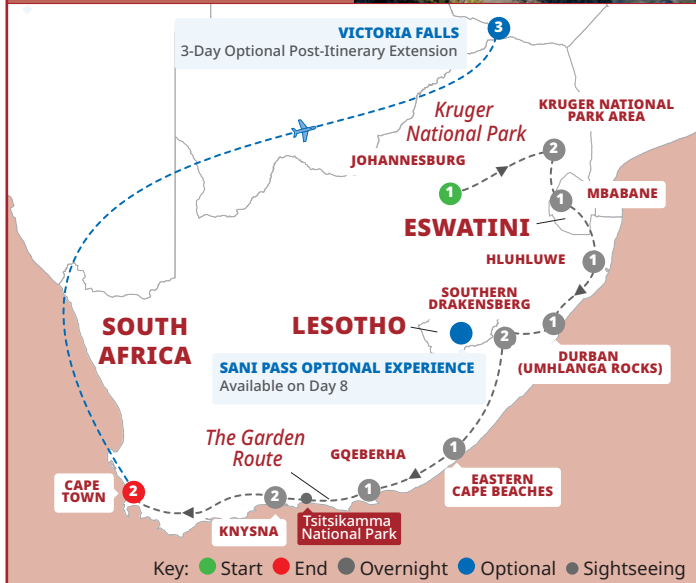 VICTORIA FALLS
3-Day Optional Post-Itinerary Extension
3
Kruger
National Park
KRUGER NATIONAL
PARK AREA
2
JOHANNESBURG
1
MBABANE
1
ESWATINI
HLUHLUWE
1
SOUTHERN
DRAKENSBERG
2
1
DURBAN
(UMHLANGA ROCKS)
LESOTHO
SOUTH
AFRICA
SANI PASS OPTIONAL EXPERIENCE
Available on Day 8
The Garden
Route
GQEBERHA
1
1
EASTERN
CAPE BEACHES
CAPE
TOWN
2
KNYSNA
2
Tsitsikamma
National Park
Key: Start End Overnight Optional Sightseeing